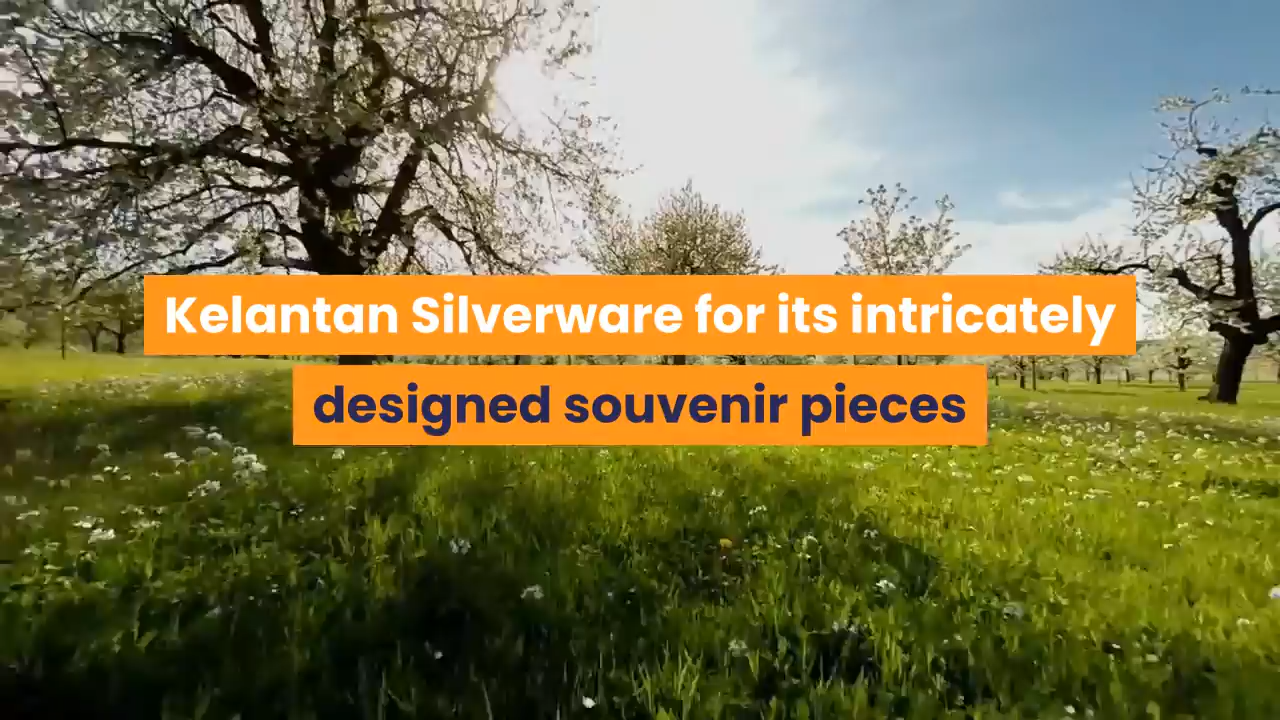 Kelantan Silverware for its intricately
designed souvenir pieces